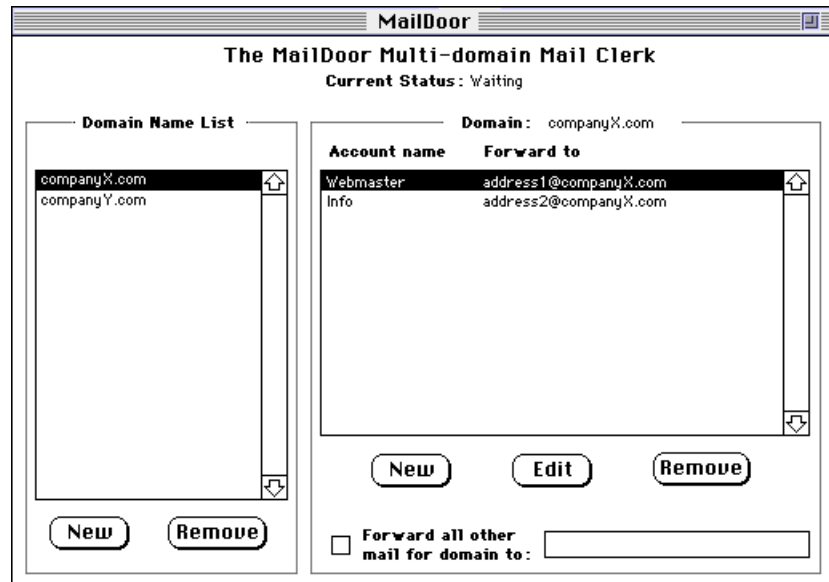 MailDoor
The MailDoor Multi-domain Mail Clerk
Current Status: Waiting
Domain Name List
companyX.com
companyY.com
New
Remove
Domain: companyX.com
Account name Forward to
Webmaster address1@companyX.com
Info address2@companyX.com
New Edit Remove
Forward all other
mail for domain to: